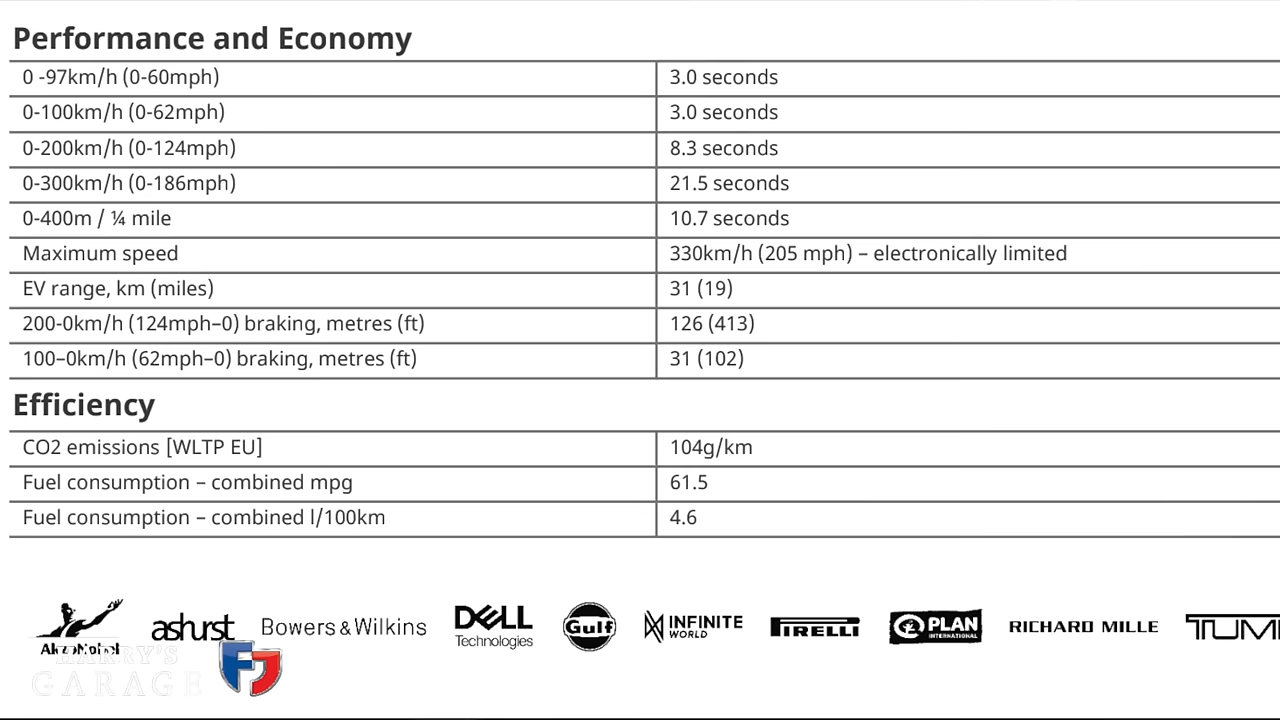 Performance and Economy
0 -97km/h (0-60mph) 3.0 seconds
0-100km/h (0-62mph) 3.0 seconds
0-200km/h (0-124mph) 8.3 seconds
0-300km/h (0-186mph) 21.5 seconds
0-400m / ¼ mile 10.7 seconds
Maximum speed 330km/h (205 mph) – electronically limited
EV range, km (miles) 31 (19)
200-0km/h (124mph–0) braking, metres (ft) 126 (413)
100–0km/h (62mph–0) braking, metres (ft) 31 (102)
Efficiency
CO2 emissions [WLTP EU] 104g/km
Fuel consumption – combined mpg 61.5
Fuel consumption – combined l/100km 4.6
AkzoNobel ashurst Bowers & Wilkins DELL Technologies Gulf INFINITE WORLD PIRELLI PLAN INTERNATIONAL RICHARD MILLE TUMI
HARRY'S
GARAGE